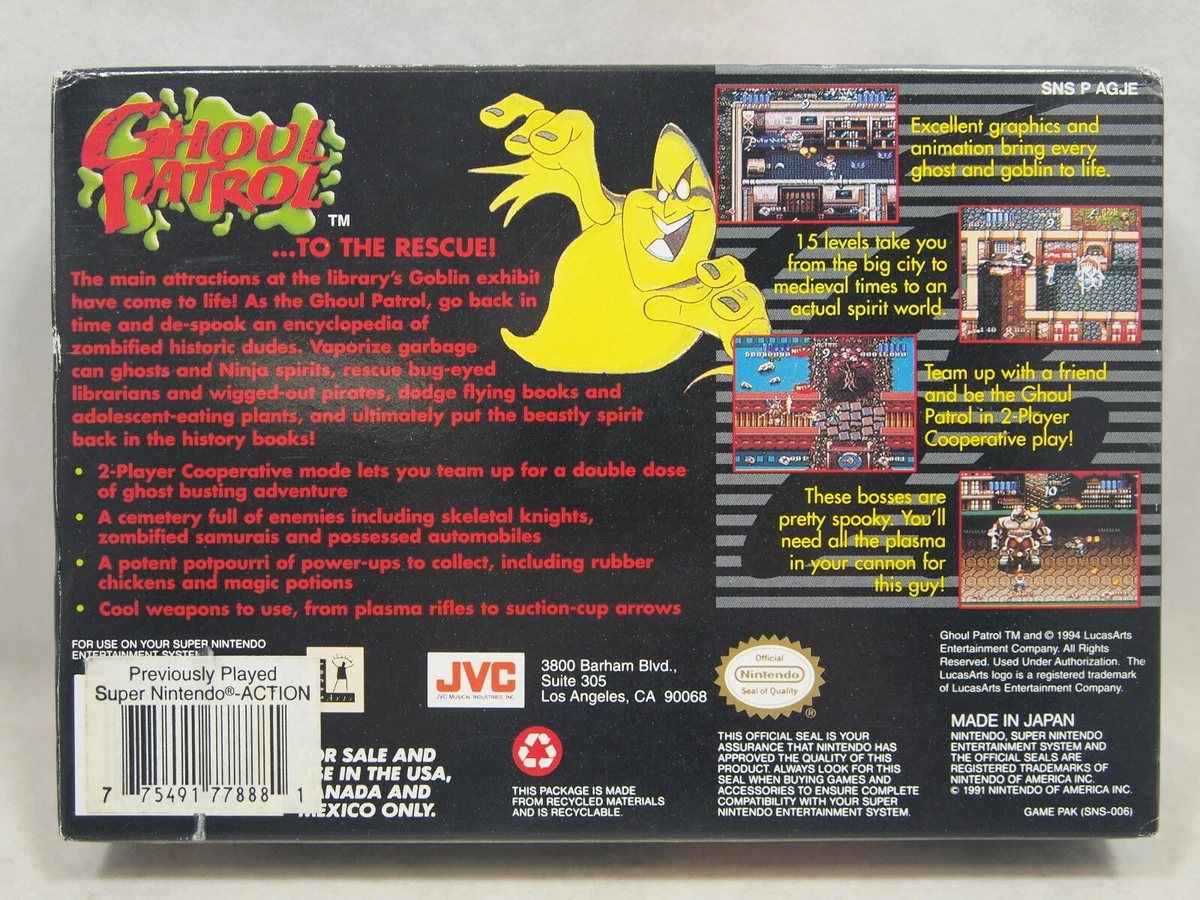 SNS P AGJE
GHOUL
PATROL
TM
...TO THE RESCUE!
The main attractions at the library's Goblin exhibit
have come to life! As the Ghoul Patrol, go back in
time and de-spook an encyclopedia of
zombified historic dudes. Vaporize garbage
can ghosts and Ninja spirits, rescue bug-eyed
librarians and wigged-out pirates, dodge flying books and
adolescent-eating plants, and ultimately put the beastly spirit
back in the history books!
• 2-Player Cooperative mode lets you team up for a double dose
of ghost busting adventure
• A cemetery full of enemies including skeletal knights,
zombified samurais and possessed automobiles
• A potent potpourri of power-ups to collect, including rubber
chickens and magic potions
• Cool weapons to use, from plasma rifles to suction-cup arrows
Excellent graphics and
animation bring every
ghost and goblin to life.
15 levels take you
from the big city to
medieval times to an
actual spirit world.
Team up with a friend
and be the Ghoul
Patrol in 2-Player
Cooperative play!
These bosses are
pretty spooky. You'll
need all the plasma
in your cannon for
this guy!
FOR USE ON YOUR SUPER NINTENDO
ENTERTAINMENT SYSTEM
Previously Played
Super Nintendo®-ACTION
7 75491 77888 1
OR SALE AND
SE IN THE USA,
ANADA AND
MEXICO ONLY.
Arts
JVC
JVC MUSICAL INDUSTRIES, INC.
3800 Barham Blvd.,
Suite 305
Los Angeles, CA 90068
THIS PACKAGE IS MADE
FROM RECYCLED MATERIALS
AND IS RECYCLABLE.
Official
Nintendo
Seal of Quality
®
THIS OFFICIAL SEAL IS YOUR
ASSURANCE THAT NINTENDO HAS
APPROVED THE QUALITY OF THIS
PRODUCT. ALWAYS LOOK FOR THIS
SEAL WHEN BUYING GAMES AND
ACCESSORIES TO ENSURE COMPLETE
COMPATIBILITY WITH YOUR SUPER
NINTENDO ENTERTAINMENT SYSTEM.
Ghoul Patrol TM and © 1994 LucasArts
Entertainment Company. All Rights
Reserved. Used Under Authorization. The
LucasArts logo is a registered trademark
of LucasArts Entertainment Company.
MADE IN JAPAN
NINTENDO, SUPER NINTENDO
ENTERTAINMENT SYSTEM AND
THE OFFICIAL SEALS ARE
REGISTERED TRADEMARKS OF
NINTENDO OF AMERICA INC.
© 1991 NINTENDO OF AMERICA INC.
GAME PAK (SNS-006)